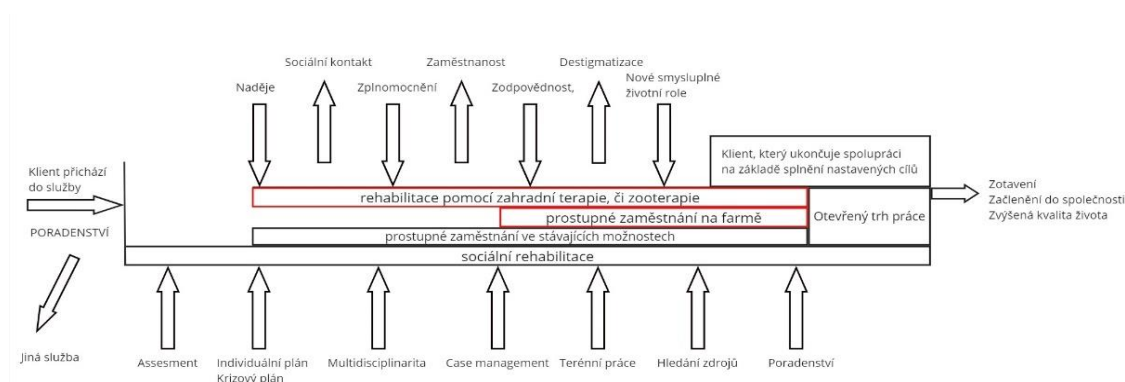 Sociální kontakt
Zaměstnanost
Destigmatizace
Naděje
Zplnomocnění
Zodpovědnost,
Nové smysluplné
životní role
Klient přichází
do služby
PORADENSTVÍ
Jiná služba
Klient, který ukončuje spolupráci
na základě splnění nastavených cílů
rehabilitace pomocí zahradní terapie, či zooterapie
prostupné zaměstnání na farmě
prostupné zaměstnání ve stávajících možnostech
sociální rehabilitace
Otevřený trh práce
Zotavení
Začlenění do společnosti
Zvýšená kvalita života
Assesment
Individuální plán
Krizový plán
Multidisciplinarita
Case management
Terénní práce
Hledání zdrojů
Poradenství